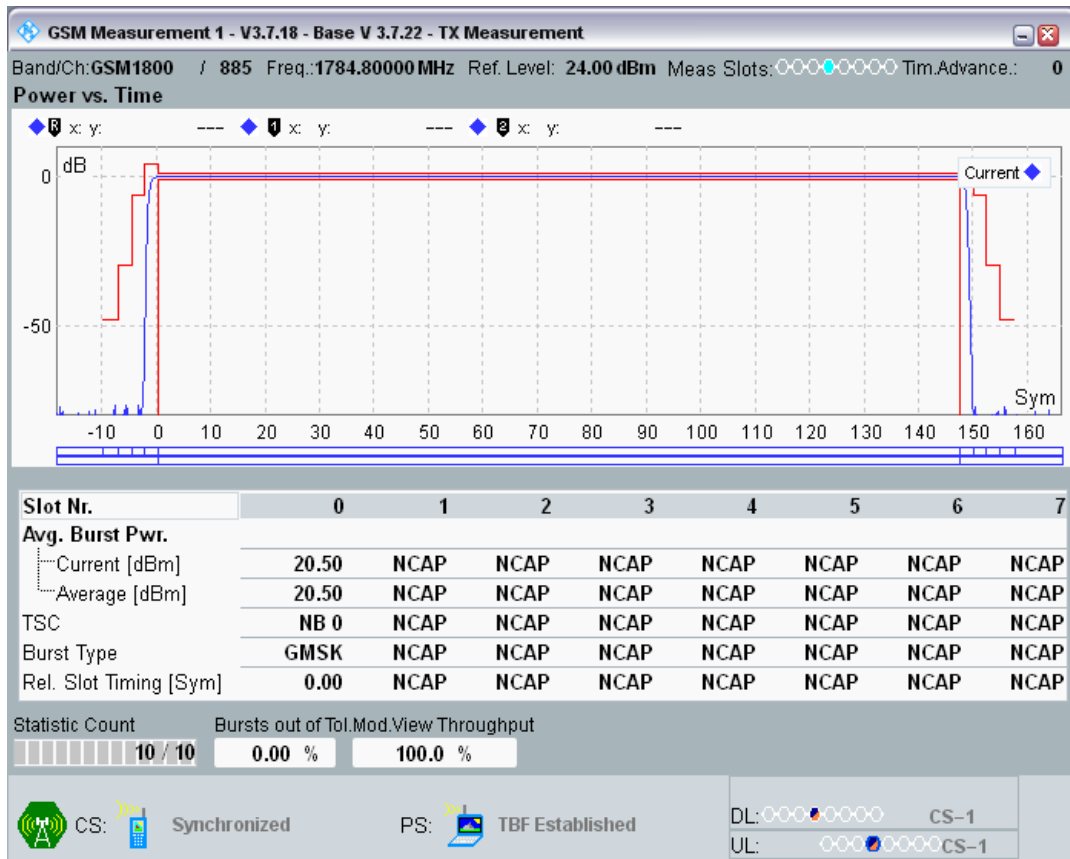 GSM Measurement 1 - V3.7.18 - Base V 3.7.22 - TX Measurement
Band/Ch:GSM1800 / 885 Freq.:1784.80000 MHz Ref. Level: 24.00 dBm Meas Slots: Tim.Advance.: 0
Power vs. Time
R x: y: --- 1 x: y: --- 2 x: y: ---
dB
0
Current
-50
Sym
-10 0 10 20 30 40 50 60 70 80 90 100 110 120 130 140 150 160
Slot Nr. 0 1 2 3 4 5 6 7
Avg. Burst Pwr.
Current [dBm] 20.50 NCAP NCAP NCAP NCAP NCAP NCAP NCAP
Average [dBm] 20.50 NCAP NCAP NCAP NCAP NCAP NCAP NCAP
TSC NB 0 NCAP NCAP NCAP NCAP NCAP NCAP NCAP
Burst Type GMSK NCAP NCAP NCAP NCAP NCAP NCAP NCAP
Rel. Slot Timing [Sym] 0.00 NCAP NCAP NCAP NCAP NCAP NCAP NCAP
Statistic Count Bursts out of Tol.Mod.View Throughput
10 / 10 0.00 % 100.0 %
CS: Synchronized PS: TBF Established DL: CS-1
UL: CS-1